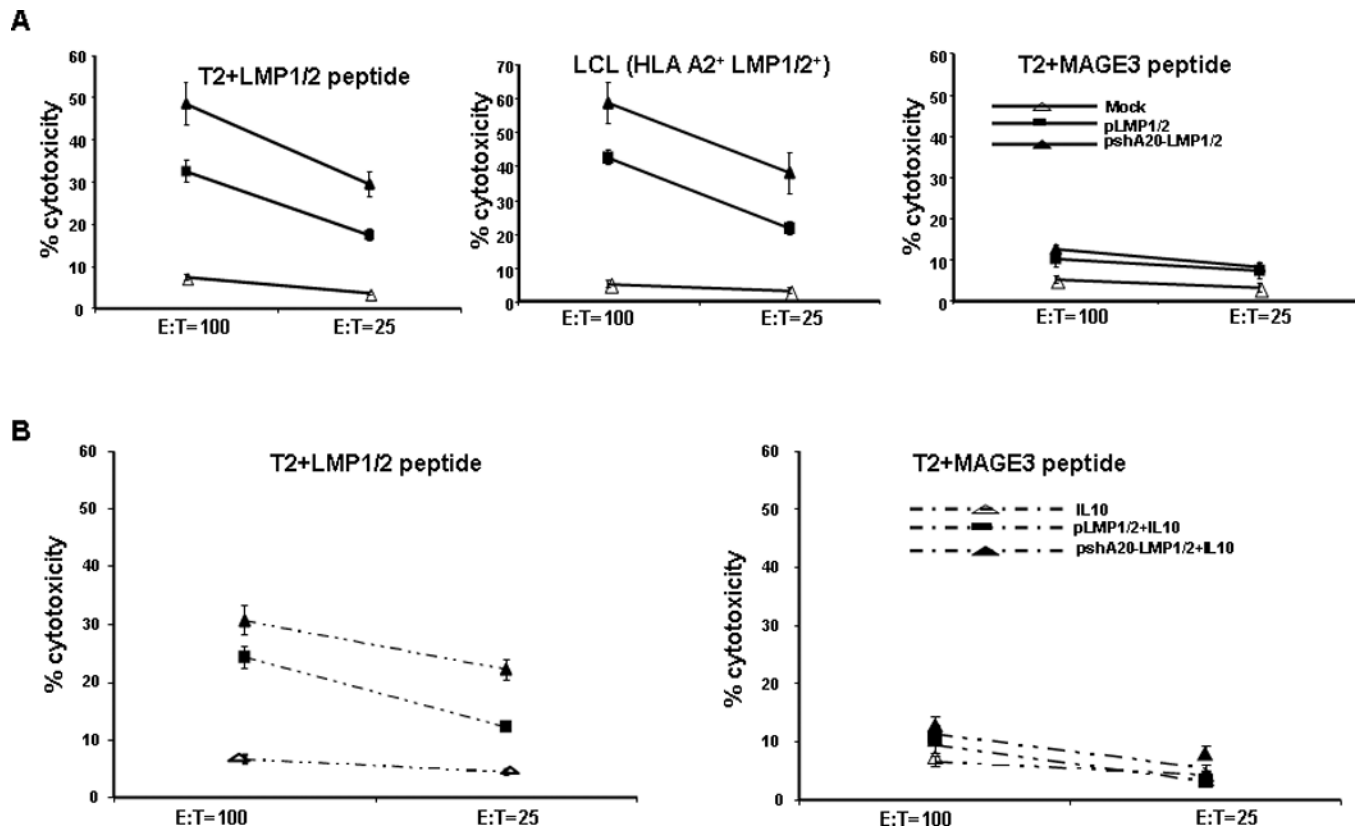 A
T2+LMP1/2 peptide
% cytotoxicity
60
50
40
30
20
10
0
E:T=100
E:T=25
LCL (HLA A2⁺ LMP1/2⁺)
% cytotoxicity
70
60
50
40
30
20
10
0
E:T=100
E:T=25
T2+MAGE3 peptide
% cytotoxicity
60
50
40
30
20
10
0
Mock
pLMP1/2
pshA20-LMP1/2
E:T=100
E:T=25
B
T2+LMP1/2 peptide
% cytotoxicity
60
50
40
30
20
10
0
E:T=100
E:T=25
T2+MAGE3 peptide
% cytotoxicity
60
50
40
30
20
10
0
IL10
pLMP1/2+IL10
pshA20-LMP1/2+IL10
E:T=100
E:T=25